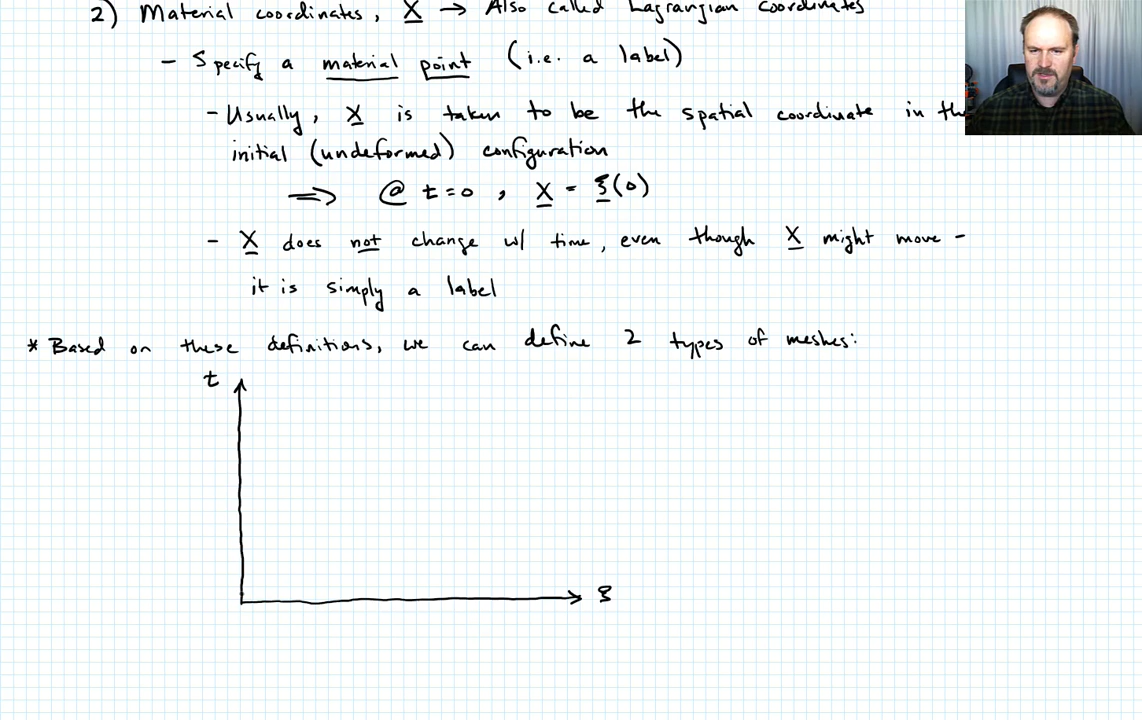 2) Material coordinates, X → Also called Lagrangian coordinates
- Specify a material point (i.e. a label)
- Usually, X is taken to be the spatial coordinate in the
initial (undeformed) configuration
⇒ @ t=0, X = ξ(0)
- X does not change w/ time, even though X might move -
it is simply a label
* Based on these definitions, we can define 2 types of meshes:
t
ξ